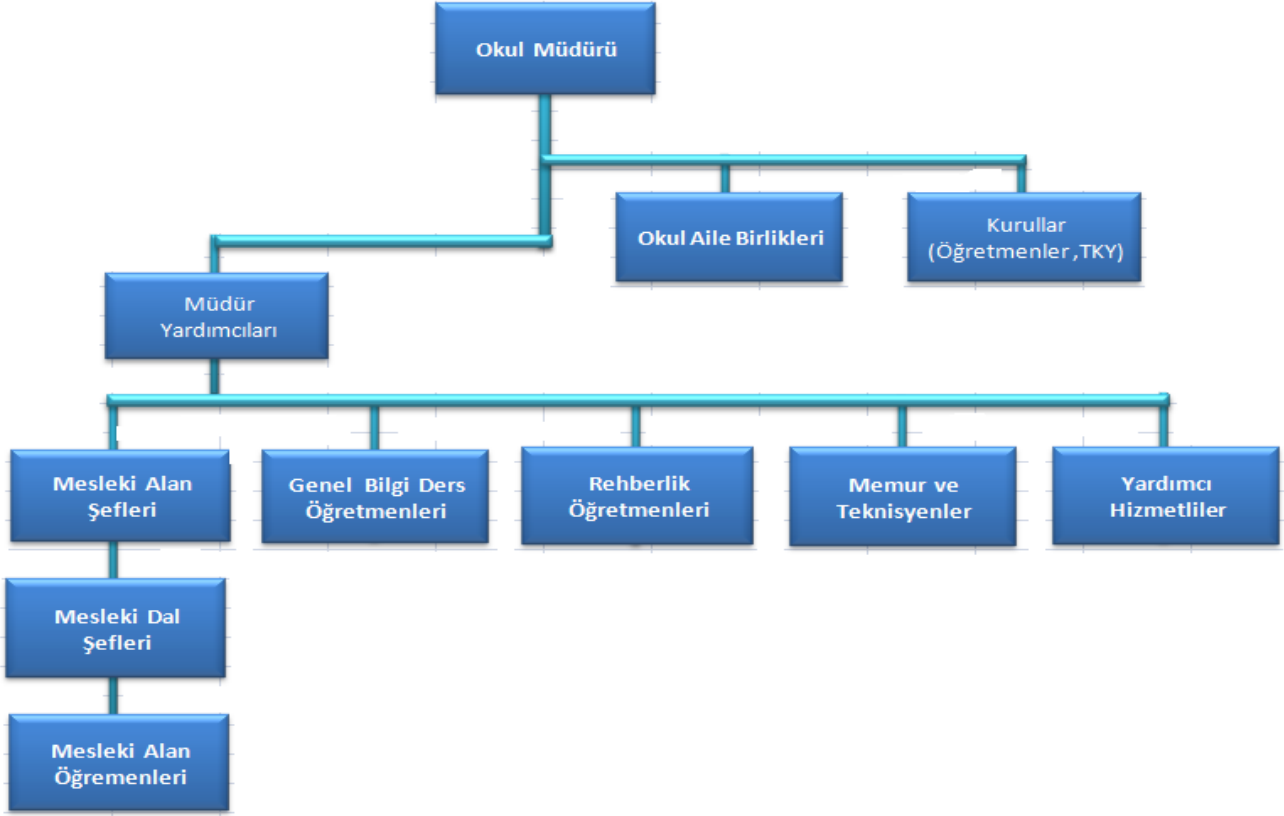 Okul Müdürü
Okul Aile Birlikleri
Kurullar
(Öğretmenler ,TKY)
Müdür
Yardımcıları
Mesleki Alan
Şefleri
Genel Bilgi Ders
Öğretmenleri
Rehberlik
Öğretmenleri
Memur ve
Teknisyenler
Yardımcı
Hizmetliler
Mesleki Dal
Şefleri
Mesleki Alan
Öğremenleri